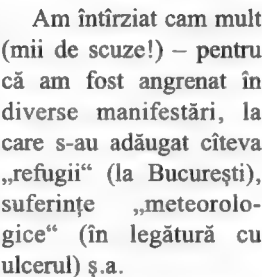 Am întîrziat cam mult
(mii de scuze!) – pentru
că am fost angrenat în
diverse manifestări, la
care s-au adăugat cîteva
„refugii“ (la București),
suferințe „meteorolo-
gice“ (în legătură cu
ulcerul) ș.a.